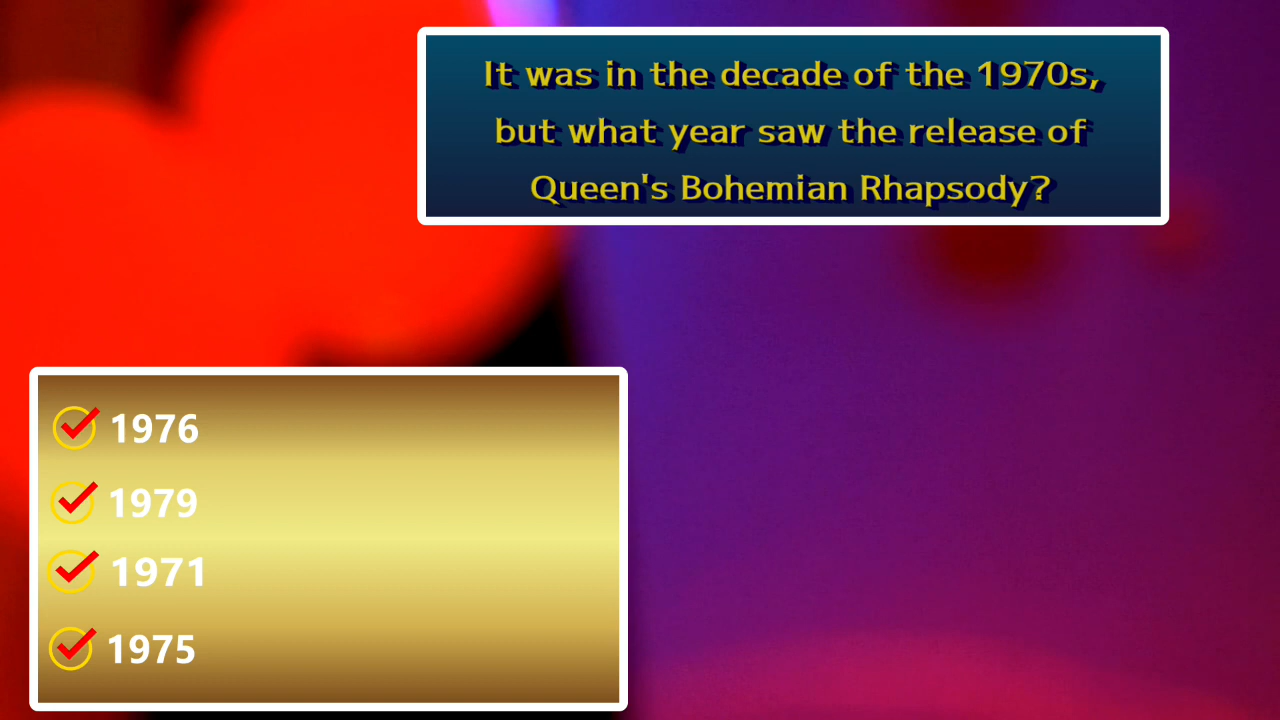 It was in the decade of the 1970s,
but what year saw the release of
Queen's Bohemian Rhapsody?
1976
1979
1971
1975